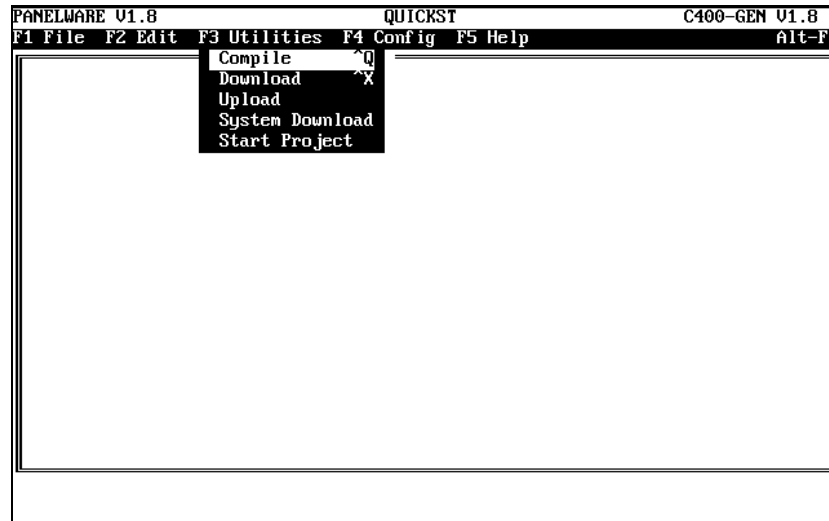 PANELWARE V1.8 QUICKST C400-GEN V1.8
F1 File F2 Edit F3 Utilities F4 Config F5 Help Alt-F
Compile ^Q
Download ^X
Upload
System Download
Start Project